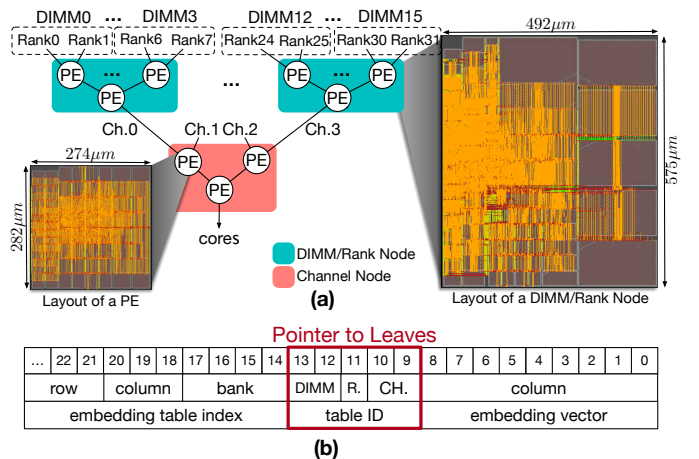 DIMM0 ... DIMM3 DIMM12 ... DIMM15
Rank0 Rank1 Rank6 Rank7 Rank24 Rank25 Rank30 Rank31
PE ... PE ... PE ... PE
PE PE
Ch.0 Ch.1 Ch.2 Ch.3
PE PE
PE
cores
274μm
282μm
Layout of a PE
492μm
575μm
Layout of a DIMM/Rank Node
DIMM/Rank Node
Channel Node
(a)
Pointer to Leaves
... 22 21 20 19 18 17 16 15 14 13 12 11 10 9 8 7 6 5 4 3 2 1 0
row column bank DIMM R. CH. column
embedding table index table ID embedding vector
(b)